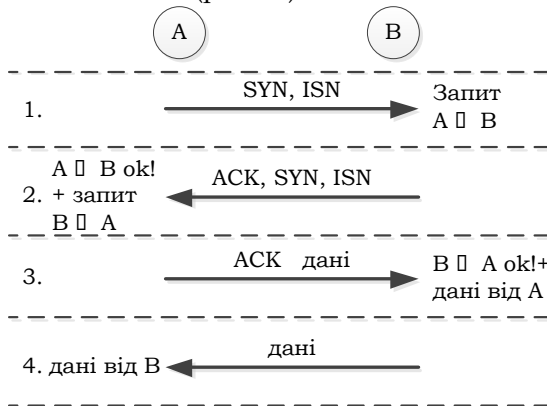 A B
SYN, ISN
1.
Запит
A ▯ B
A ▯ B ok!
2. + запит
B ▯ A
ACK, SYN, ISN
ACK дані
3.
B ▯ A ok!+
дані від A
дані
4. дані від B